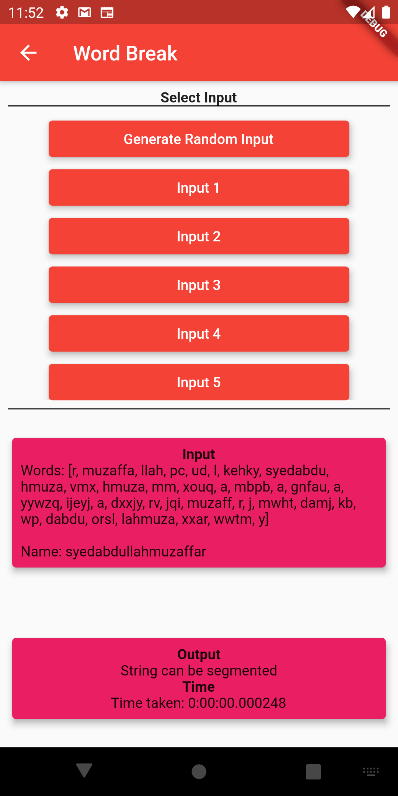 11:52
DEBUG
Word Break
Select Input
Generate Random Input
Input 1
Input 2
Input 3
Input 4
Input 5
Input
Words: [r, muzaffa, llah, pc, ud, l, kehky, syedabdu,
hmuza, vmx, hmuza, mm, xouq, a, mbpb, a, gnfau, a,
yywzq, ijeyj, a, dxxjy, rv, jqi, muzaff, r, j, mwht, damj, kb,
wp, dabdu, orsl, lahmuza, xxar, wwtm, y]
Name: syedabdullahmuzaffar
Output
String can be segmented
Time
Time taken: 0:00:00.000248